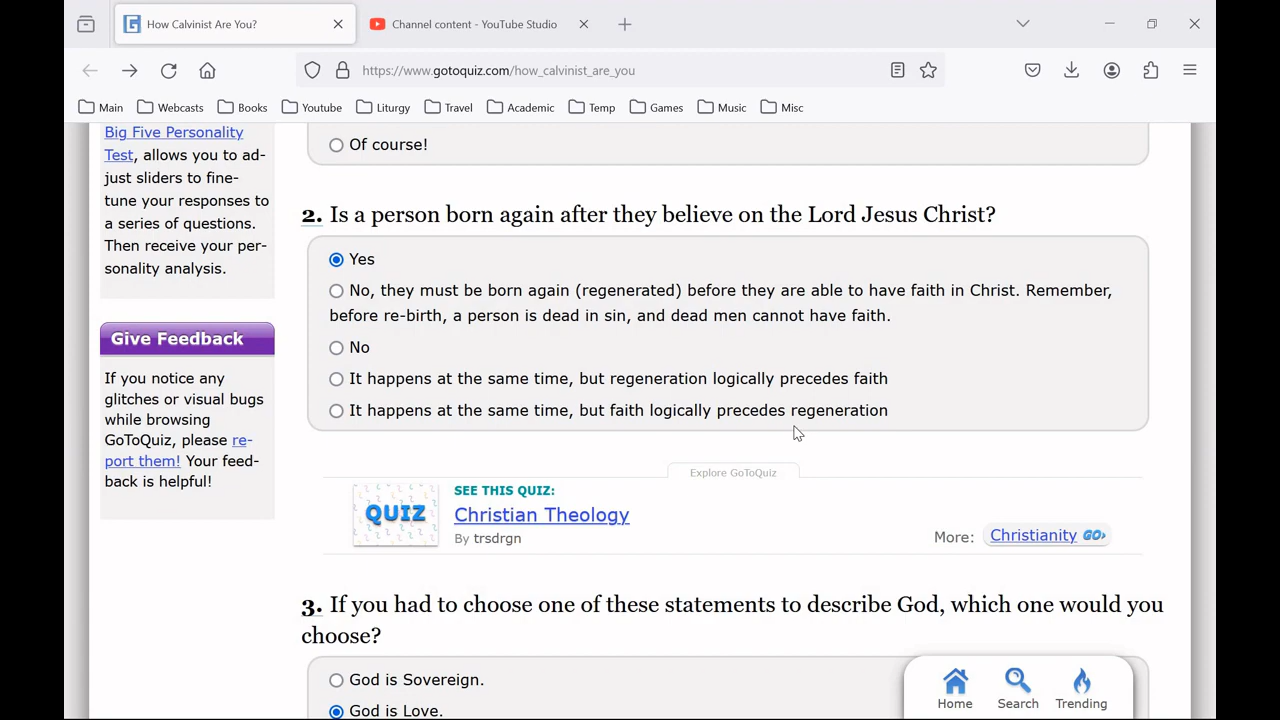 How Calvinist Are You?
Channel content - YouTube Studio
https://www.gotoquiz.com/how_calvinist_are_you
Main
Webcasts
Books
Youtube
Liturgy
Travel
Academic
Temp
Games
Music
Misc
Big Five Personality
Test, allows you to ad-
just sliders to fine-
tune your responses to
a series of questions.
Then receive your per-
sonality analysis.
Give Feedback
If you notice any
glitches or visual bugs
while browsing
GoToQuiz, please re-
port them! Your feed-
back is helpful!
Of course!
2. Is a person born again after they believe on the Lord Jesus Christ?
Yes
No, they must be born again (regenerated) before they are able to have faith in Christ. Remember,
before re-birth, a person is dead in sin, and dead men cannot have faith.
No
It happens at the same time, but regeneration logically precedes faith
It happens at the same time, but faith logically precedes regeneration
Explore GoToQuiz
QUIZ
SEE THIS QUIZ:
Christian Theology
By trsdrgn
More: Christianity GO›
3. If you had to choose one of these statements to describe God, which one would you
choose?
God is Sovereign.
God is Love.
Home
Search
Trending